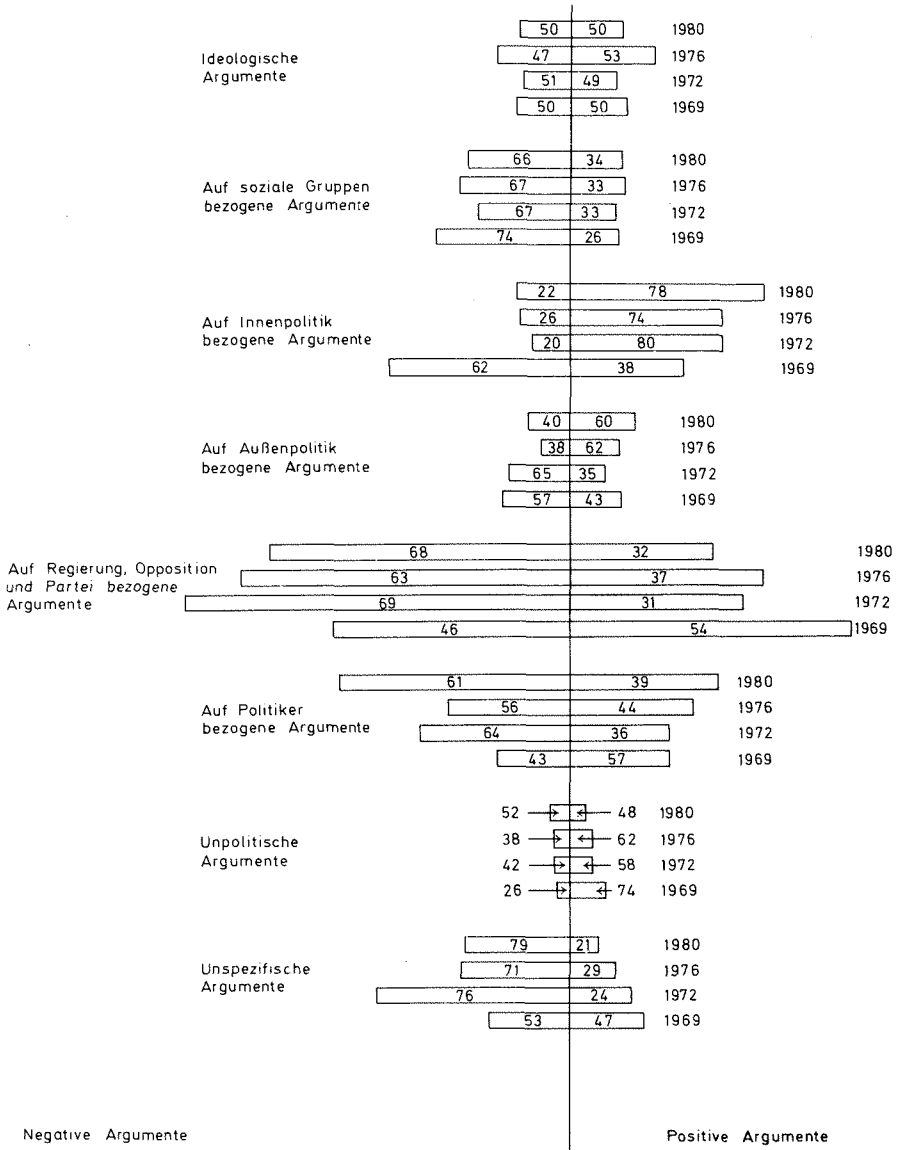 50 50 1980
Ideologische 47 53 1976
Argumente 51 49 1972
50 50 1969
66 34 1980
Auf soziale Gruppen 67 33 1976
bezogene Argumente 67 33 1972
74 26 1969
22 78 1980
Auf Innenpolitik 26 74 1976
bezogene Argumente 20 80 1972
62 38 1969
40 60 1980
Auf Außenpolitik 38 62 1976
bezogene Argumente 65 35 1972
57 43 1969
68 32 1980
Auf Regierung, Opposition 63 37 1976
und Partei bezogene
Argumente 69 31 1972
46 54 1969
61 39 1980
Auf Politiker 56 44 1976
bezogene Argumente 64 36 1972
43 57 1969
52 48 1980
Unpolitische 38 62 1976
Argumente 42 58 1972
26 74 1969
79 21 1980
Unspezifische 71 29 1976
Argumente 76 24 1972
53 47 1969
Negative Argumente Positive Argumente